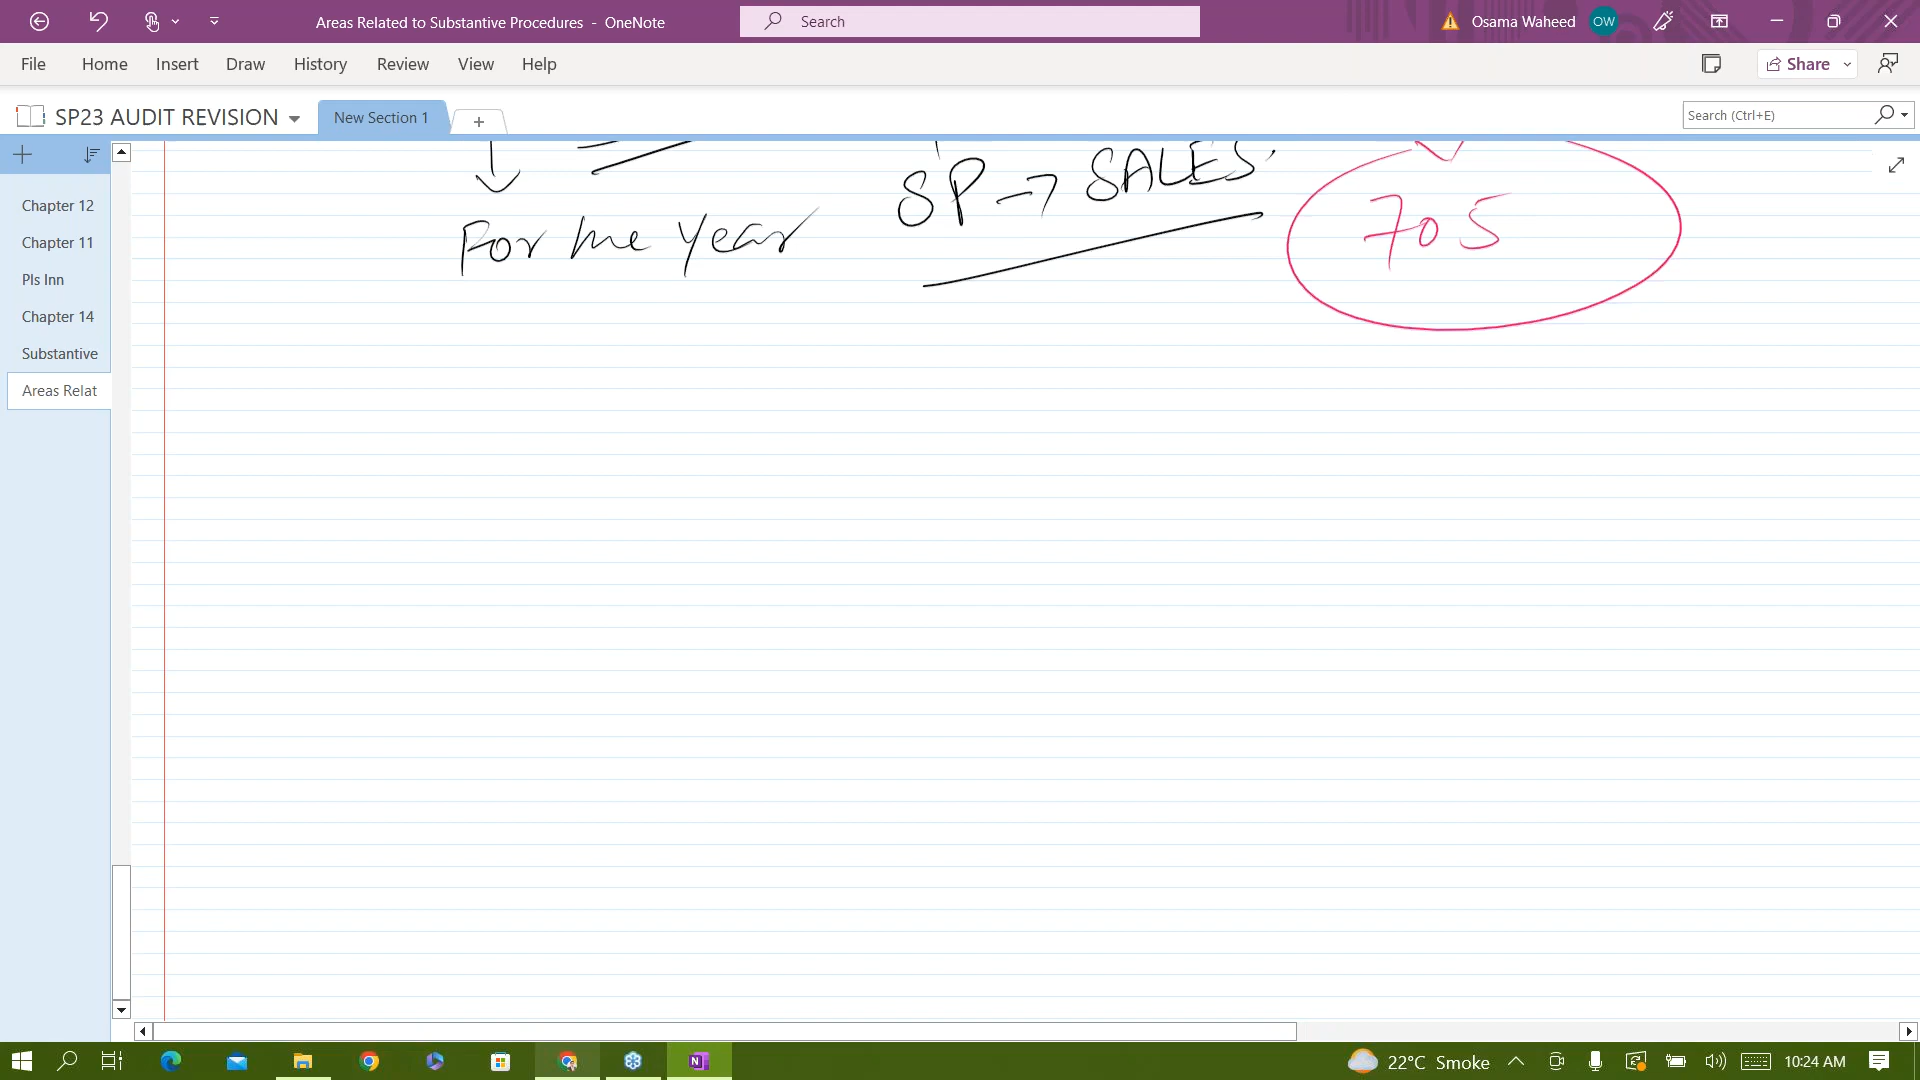 Areas Related to Substantive Procedures - OneNote
Search
Osama Waheed
OW
File Home Insert Draw History Review View Help
Share
SP23 AUDIT REVISION
New Section 1
Search (Ctrl+E)
Chapter 12
Chapter 11
Pls Inn
Chapter 14
Substantive
Areas Relat
SP → SALES
705
For the Year
22°C Smoke
10:24 AM